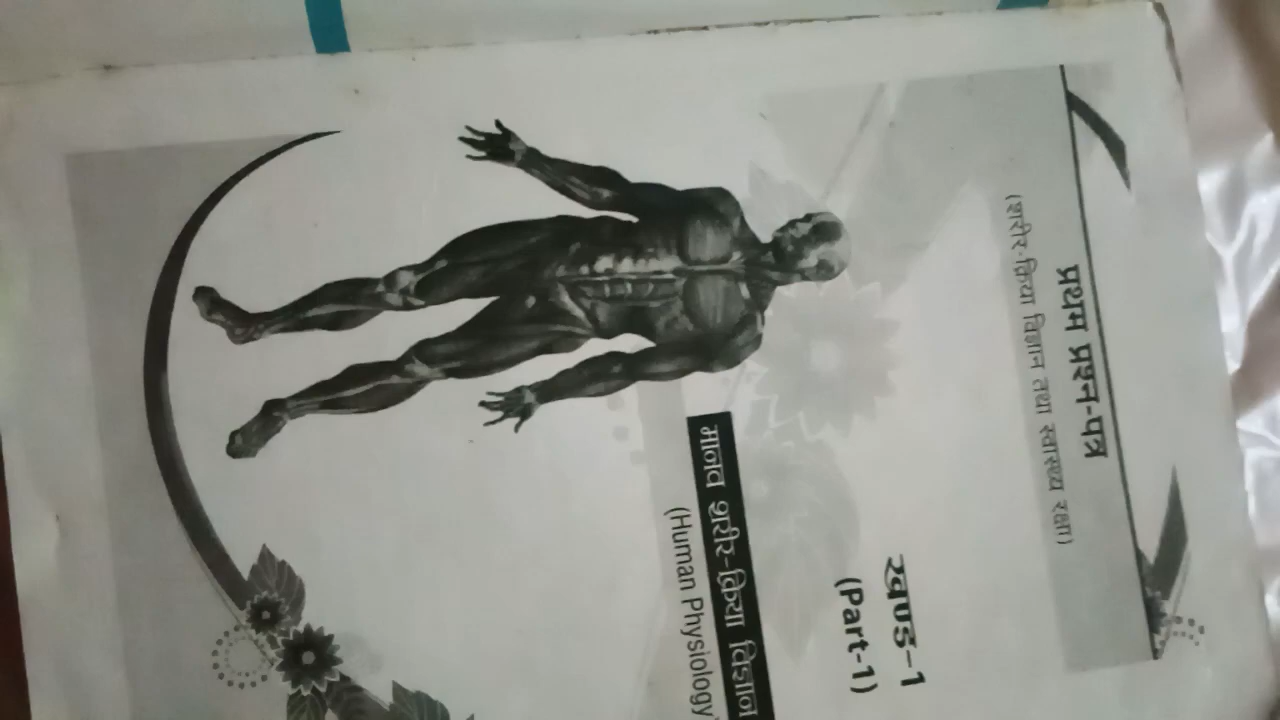 प्रथम प्रश्न-पत्र
(शरीर-क्रिया विज्ञान तथा स्वास्थ्य रक्षा)
खण्ड-1
(Part-1)
मानव शरीर-क्रिया विज्ञान
(Human Physiology)